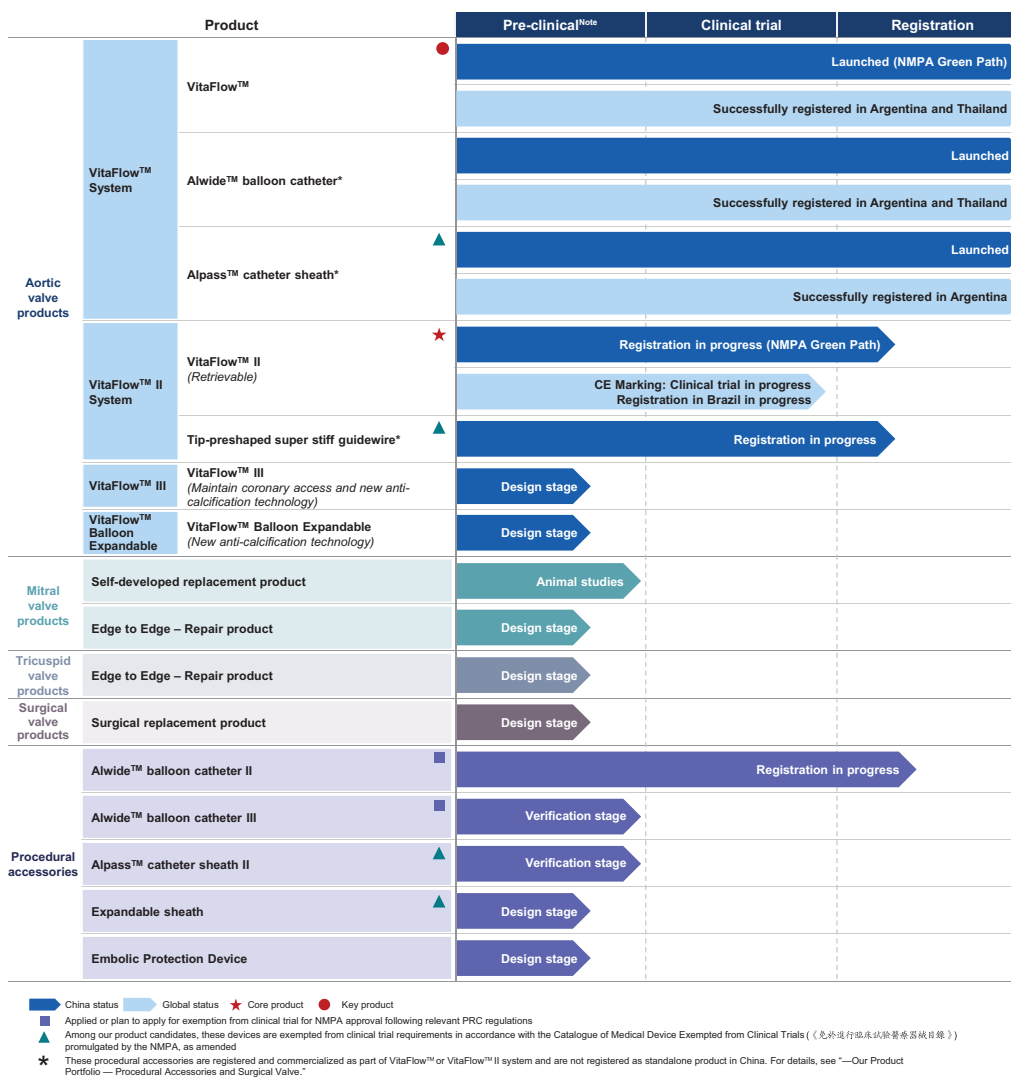 Product
Pre-clinicalNote
Clinical trial
Registration
Aortic
valve
products
VitaFlow™
System
VitaFlow™
Launched (NMPA Green Path)
Successfully registered in Argentina and Thailand
Alwide™ balloon catheter*
Launched
Successfully registered in Argentina and Thailand
Alpass™ catheter sheath*
Launched
Successfully registered in Argentina
VitaFlow™ II
System
VitaFlow™ II
(Retrievable)
Registration in progress (NMPA Green Path)
CE Marking: Clinical trial in progress
Registration in Brazil in progress
Tip-preshaped super stiff guidewire*
Registration in progress
VitaFlow™ III
VitaFlow™ III
(Maintain coronary access and new anti-
calcification technology)
Design stage
VitaFlow™
Balloon
Expandable
VitaFlow™ Balloon Expandable
(New anti-calcification technology)
Design stage
Mitral
valve
products
Self-developed replacement product
Animal studies
Edge to Edge – Repair product
Design stage
Tricuspid
valve
products
Edge to Edge – Repair product
Design stage
Surgical
valve
products
Surgical replacement product
Design stage
Procedural
accessories
Alwide™ balloon catheter II
Registration in progress
Alwide™ balloon catheter III
Verification stage
Alpass™ catheter sheath II
Verification stage
Expandable sheath
Design stage
Embolic Protection Device
Design stage
China status
Global status
Core product
Key product
Applied or plan to apply for exemption from clinical trial for NMPA approval following relevant PRC regulations
Among our product candidates, these devices are exempted from clinical trial requirements in accordance with the Catalogue of Medical Device Exempted from Clinical Trials (《免於進行臨床試驗醫療器械目錄》)
promulgated by the NMPA, as amended
* These procedural accessories are registered and commercialized as part of VitaFlow™ or VitaFlow™ II system and are not registered as standalone product in China. For details, see "—Our Product
Portfolio — Procedural Accessories and Surgical Valve."